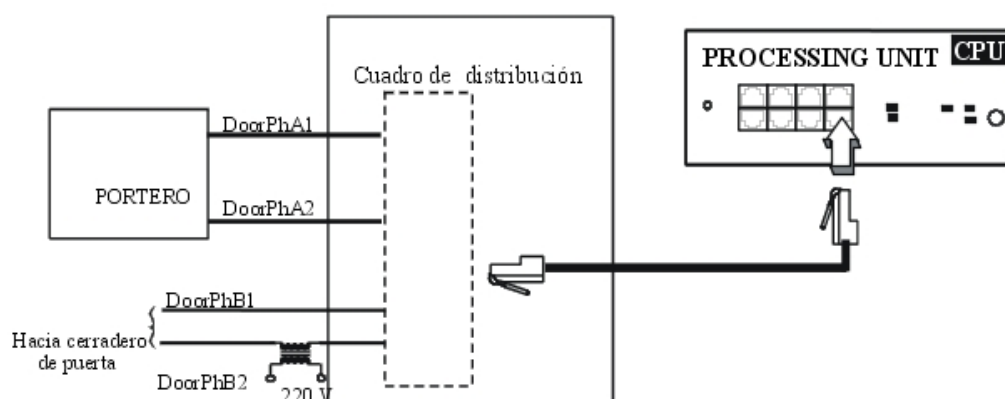 PROCESSING UNIT CPU
Cuadro de distribución
DoorPhA1
PORTERO
DoorPhA2
DoorPhB1
Hacia cerradero
de puerta
DoorPhB2
220 V